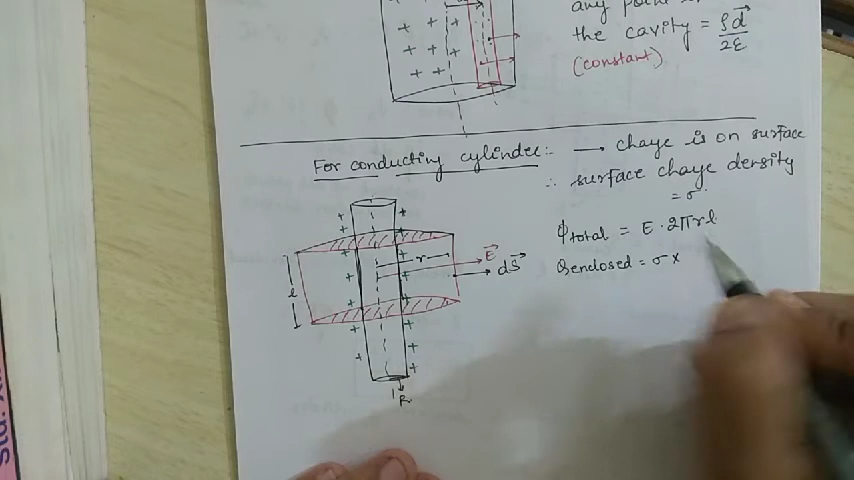 any point
the cavity = ρd⃗/2ε
(constant)
For conducting cylinder:- → charge is on surface
∴ surface charge density
= σ
ϕtotal = E · 2πrl
Qenclosed = σ x
r
E⃗
dS⃗
l
R
Std.